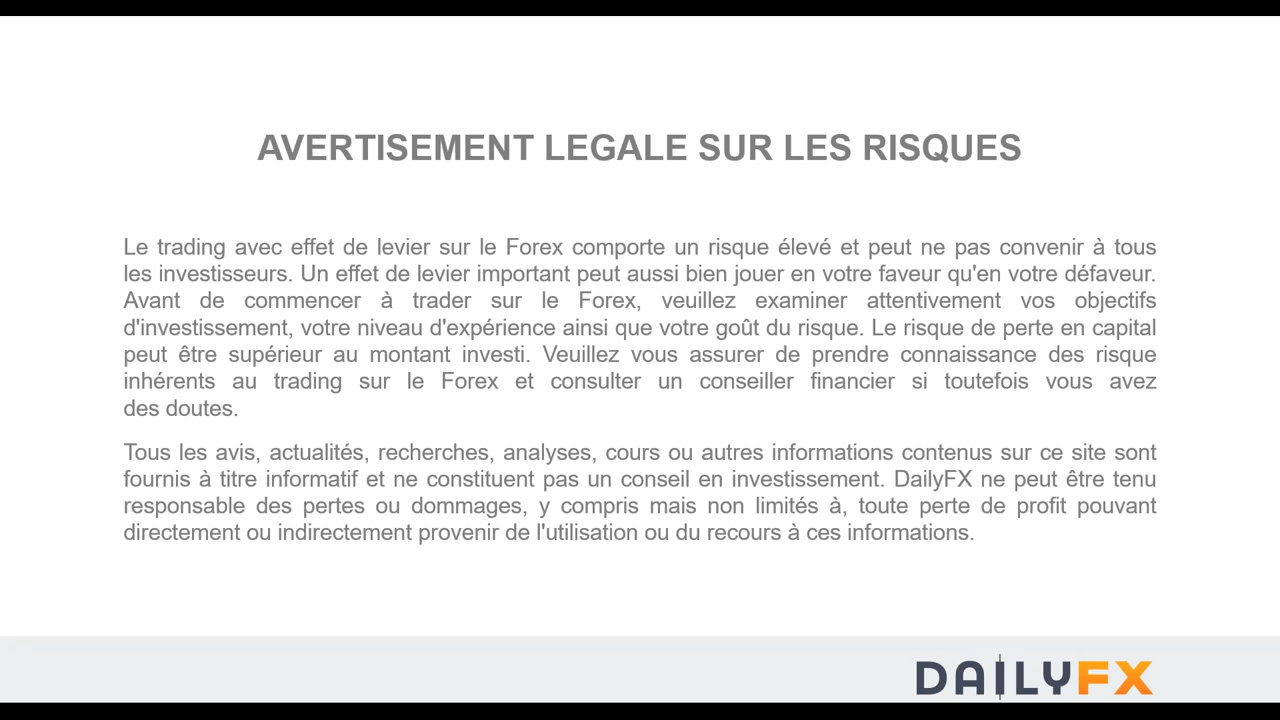 AVERTISEMENT LEGALE SUR LES RISQUES
Le trading avec effet de levier sur le Forex comporte un risque élevé et peut ne pas convenir à tous
les investisseurs. Un effet de levier important peut aussi bien jouer en votre faveur qu'en votre défaveur.
Avant de commencer à trader sur le Forex, veuillez examiner attentivement vos objectifs
d'investissement, votre niveau d'expérience ainsi que votre goût du risque. Le risque de perte en capital
peut être supérieur au montant investi. Veuillez vous assurer de prendre connaissance des risque
inhérents au trading sur le Forex et consulter un conseiller financier si toutefois vous avez
des doutes.
Tous les avis, actualités, recherches, analyses, cours ou autres informations contenus sur ce site sont
fournis à titre informatif et ne constituent pas un conseil en investissement. DailyFX ne peut être tenu
responsable des pertes ou dommages, y compris mais non limités à, toute perte de profit pouvant
directement ou indirectement provenir de l'utilisation ou du recours à ces informations.
DAILYFX